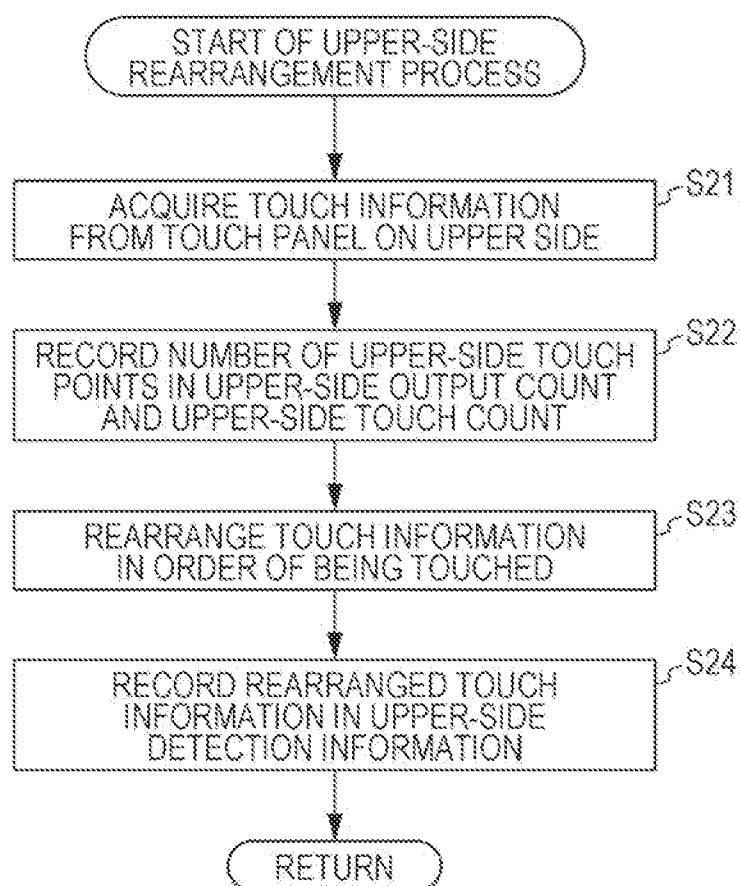 START OF UPPER-SIDE
REARRANGEMENT PROCESS
S21
ACQUIRE TOUCH INFORMATION
FROM TOUCH PANEL ON UPPER SIDE
S22
RECORD NUMBER OF UPPER-SIDE TOUCH
POINTS IN UPPER-SIDE OUTPUT COUNT
AND UPPER-SIDE TOUCH COUNT
S23
REARRANGE TOUCH INFORMATION
IN ORDER OF BEING TOUCHED
S24
RECORD REARRANGED TOUCH
INFORMATION IN UPPER-SIDE
DETECTION INFORMATION
RETURN